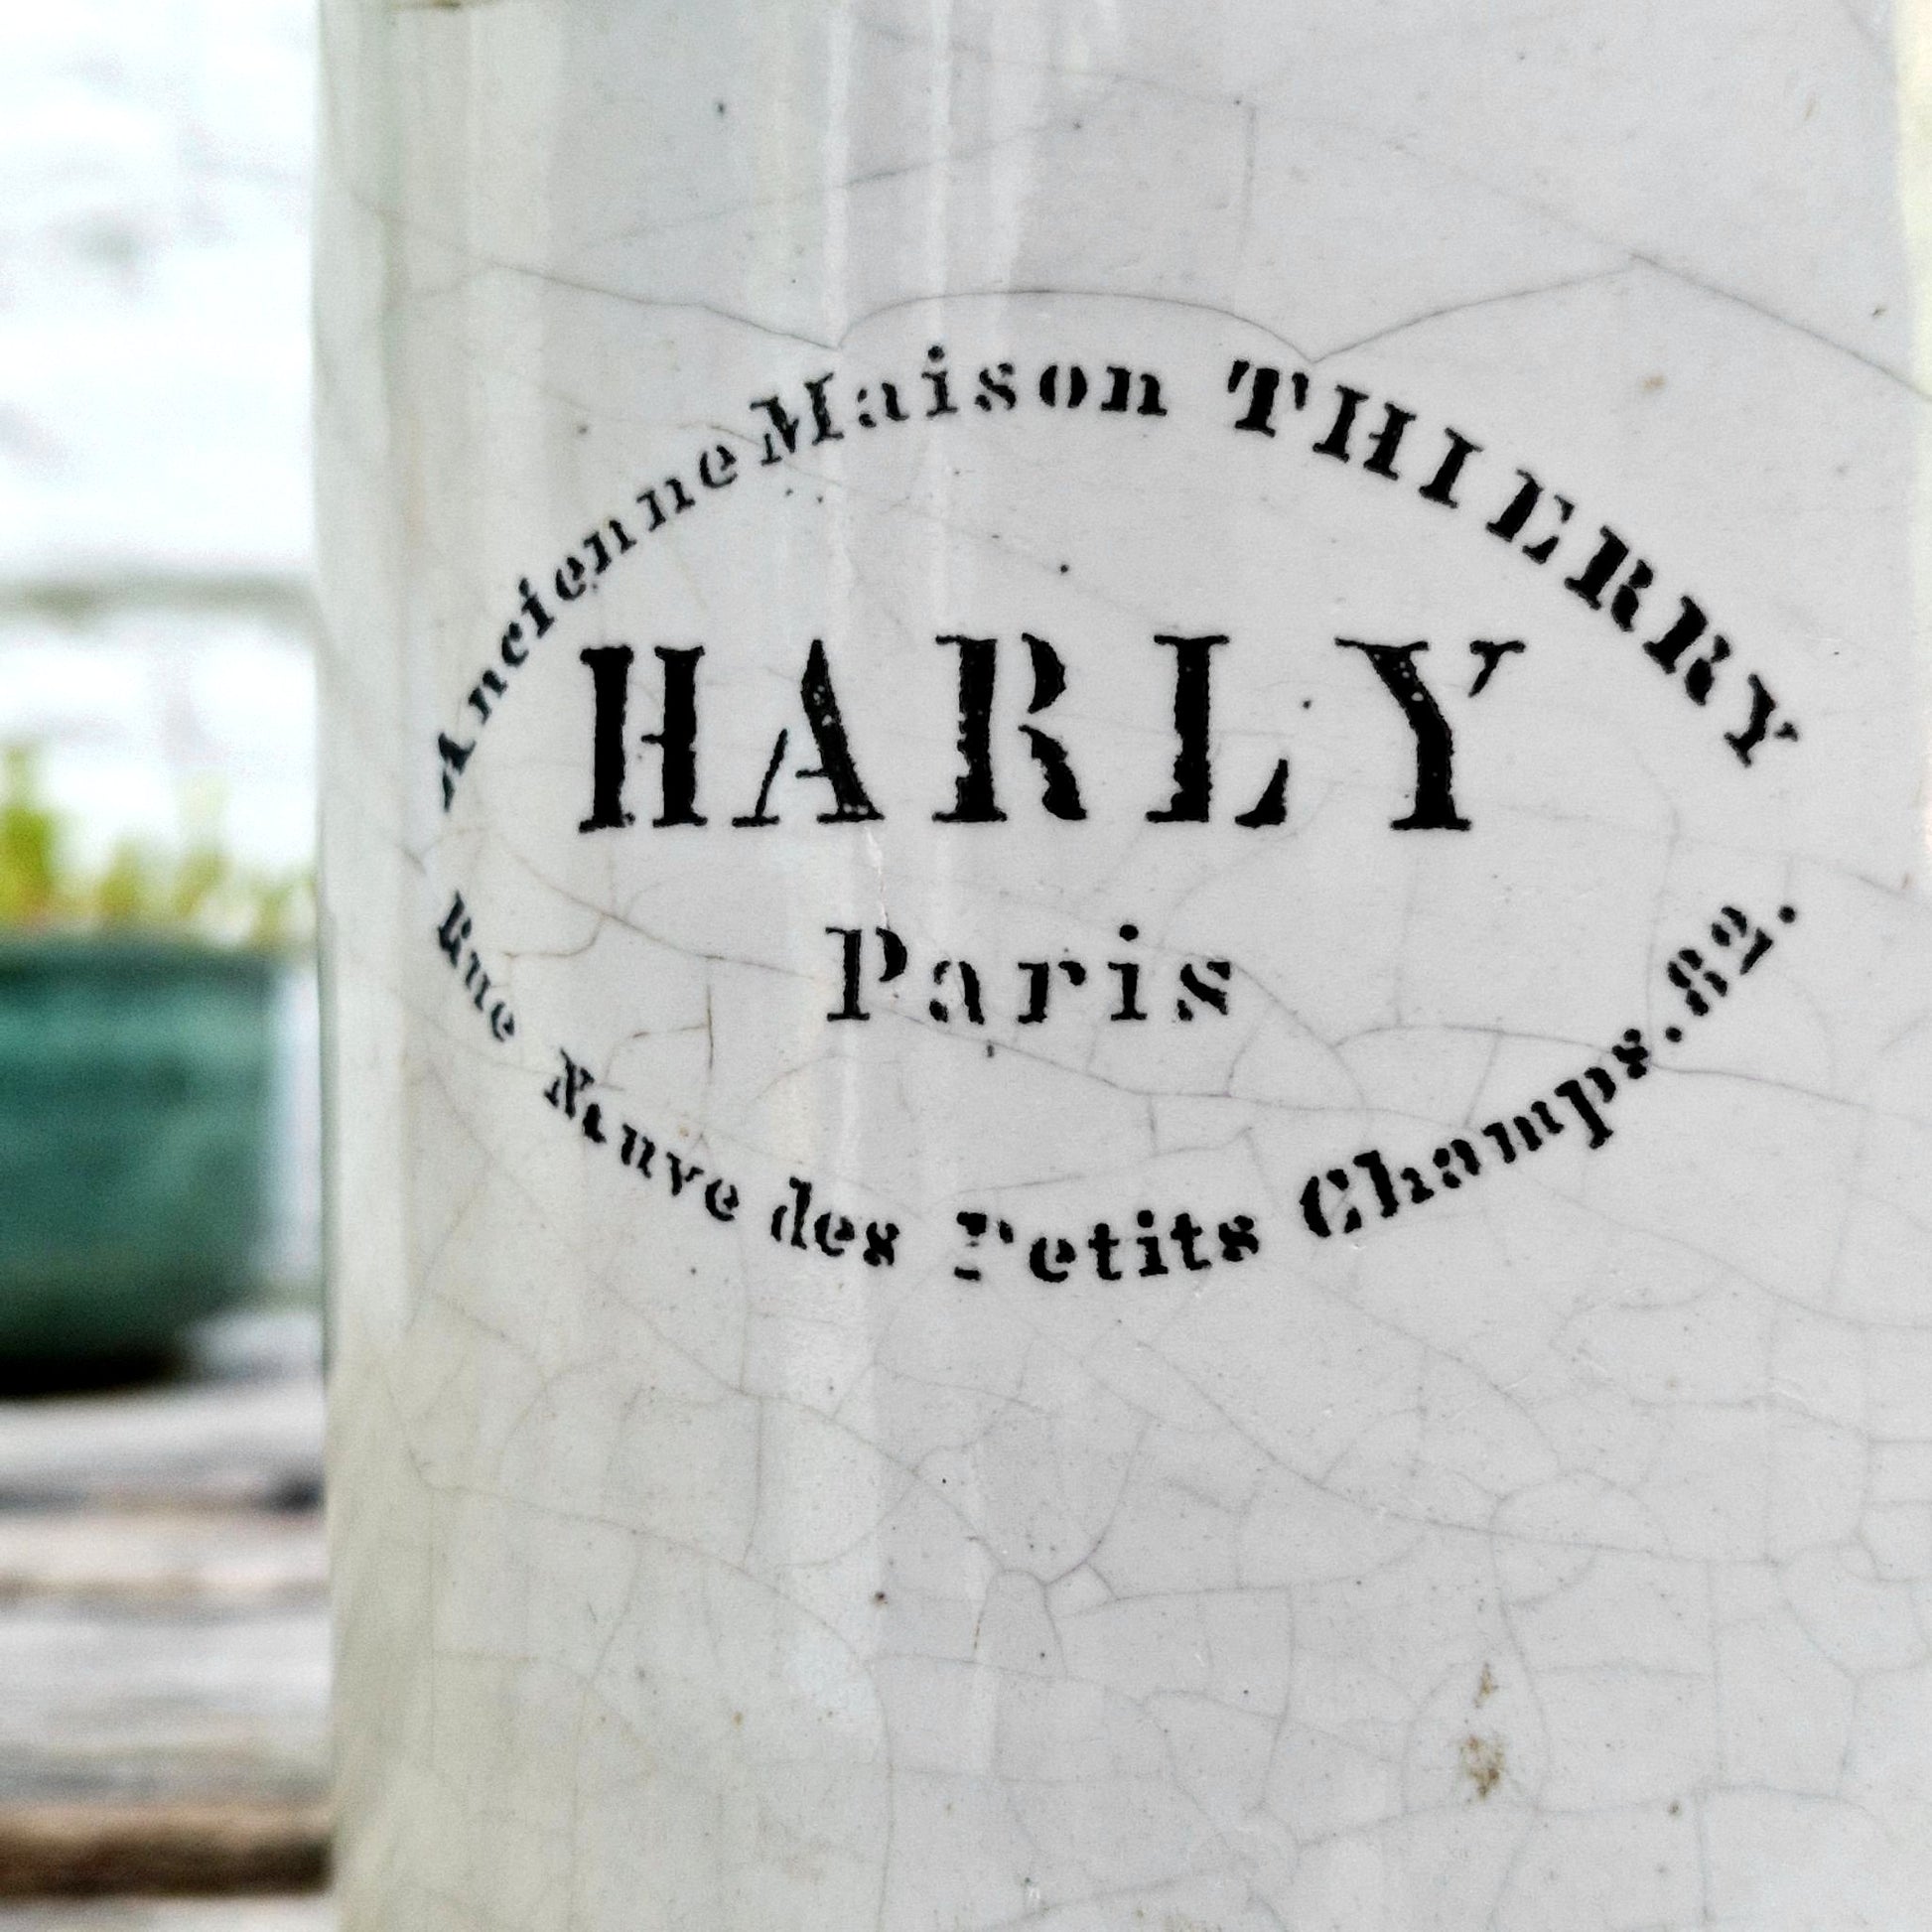 Ancienne Maison THIERRY
HARLY
Paris
Rue Neuve des Petits Champs. 82.